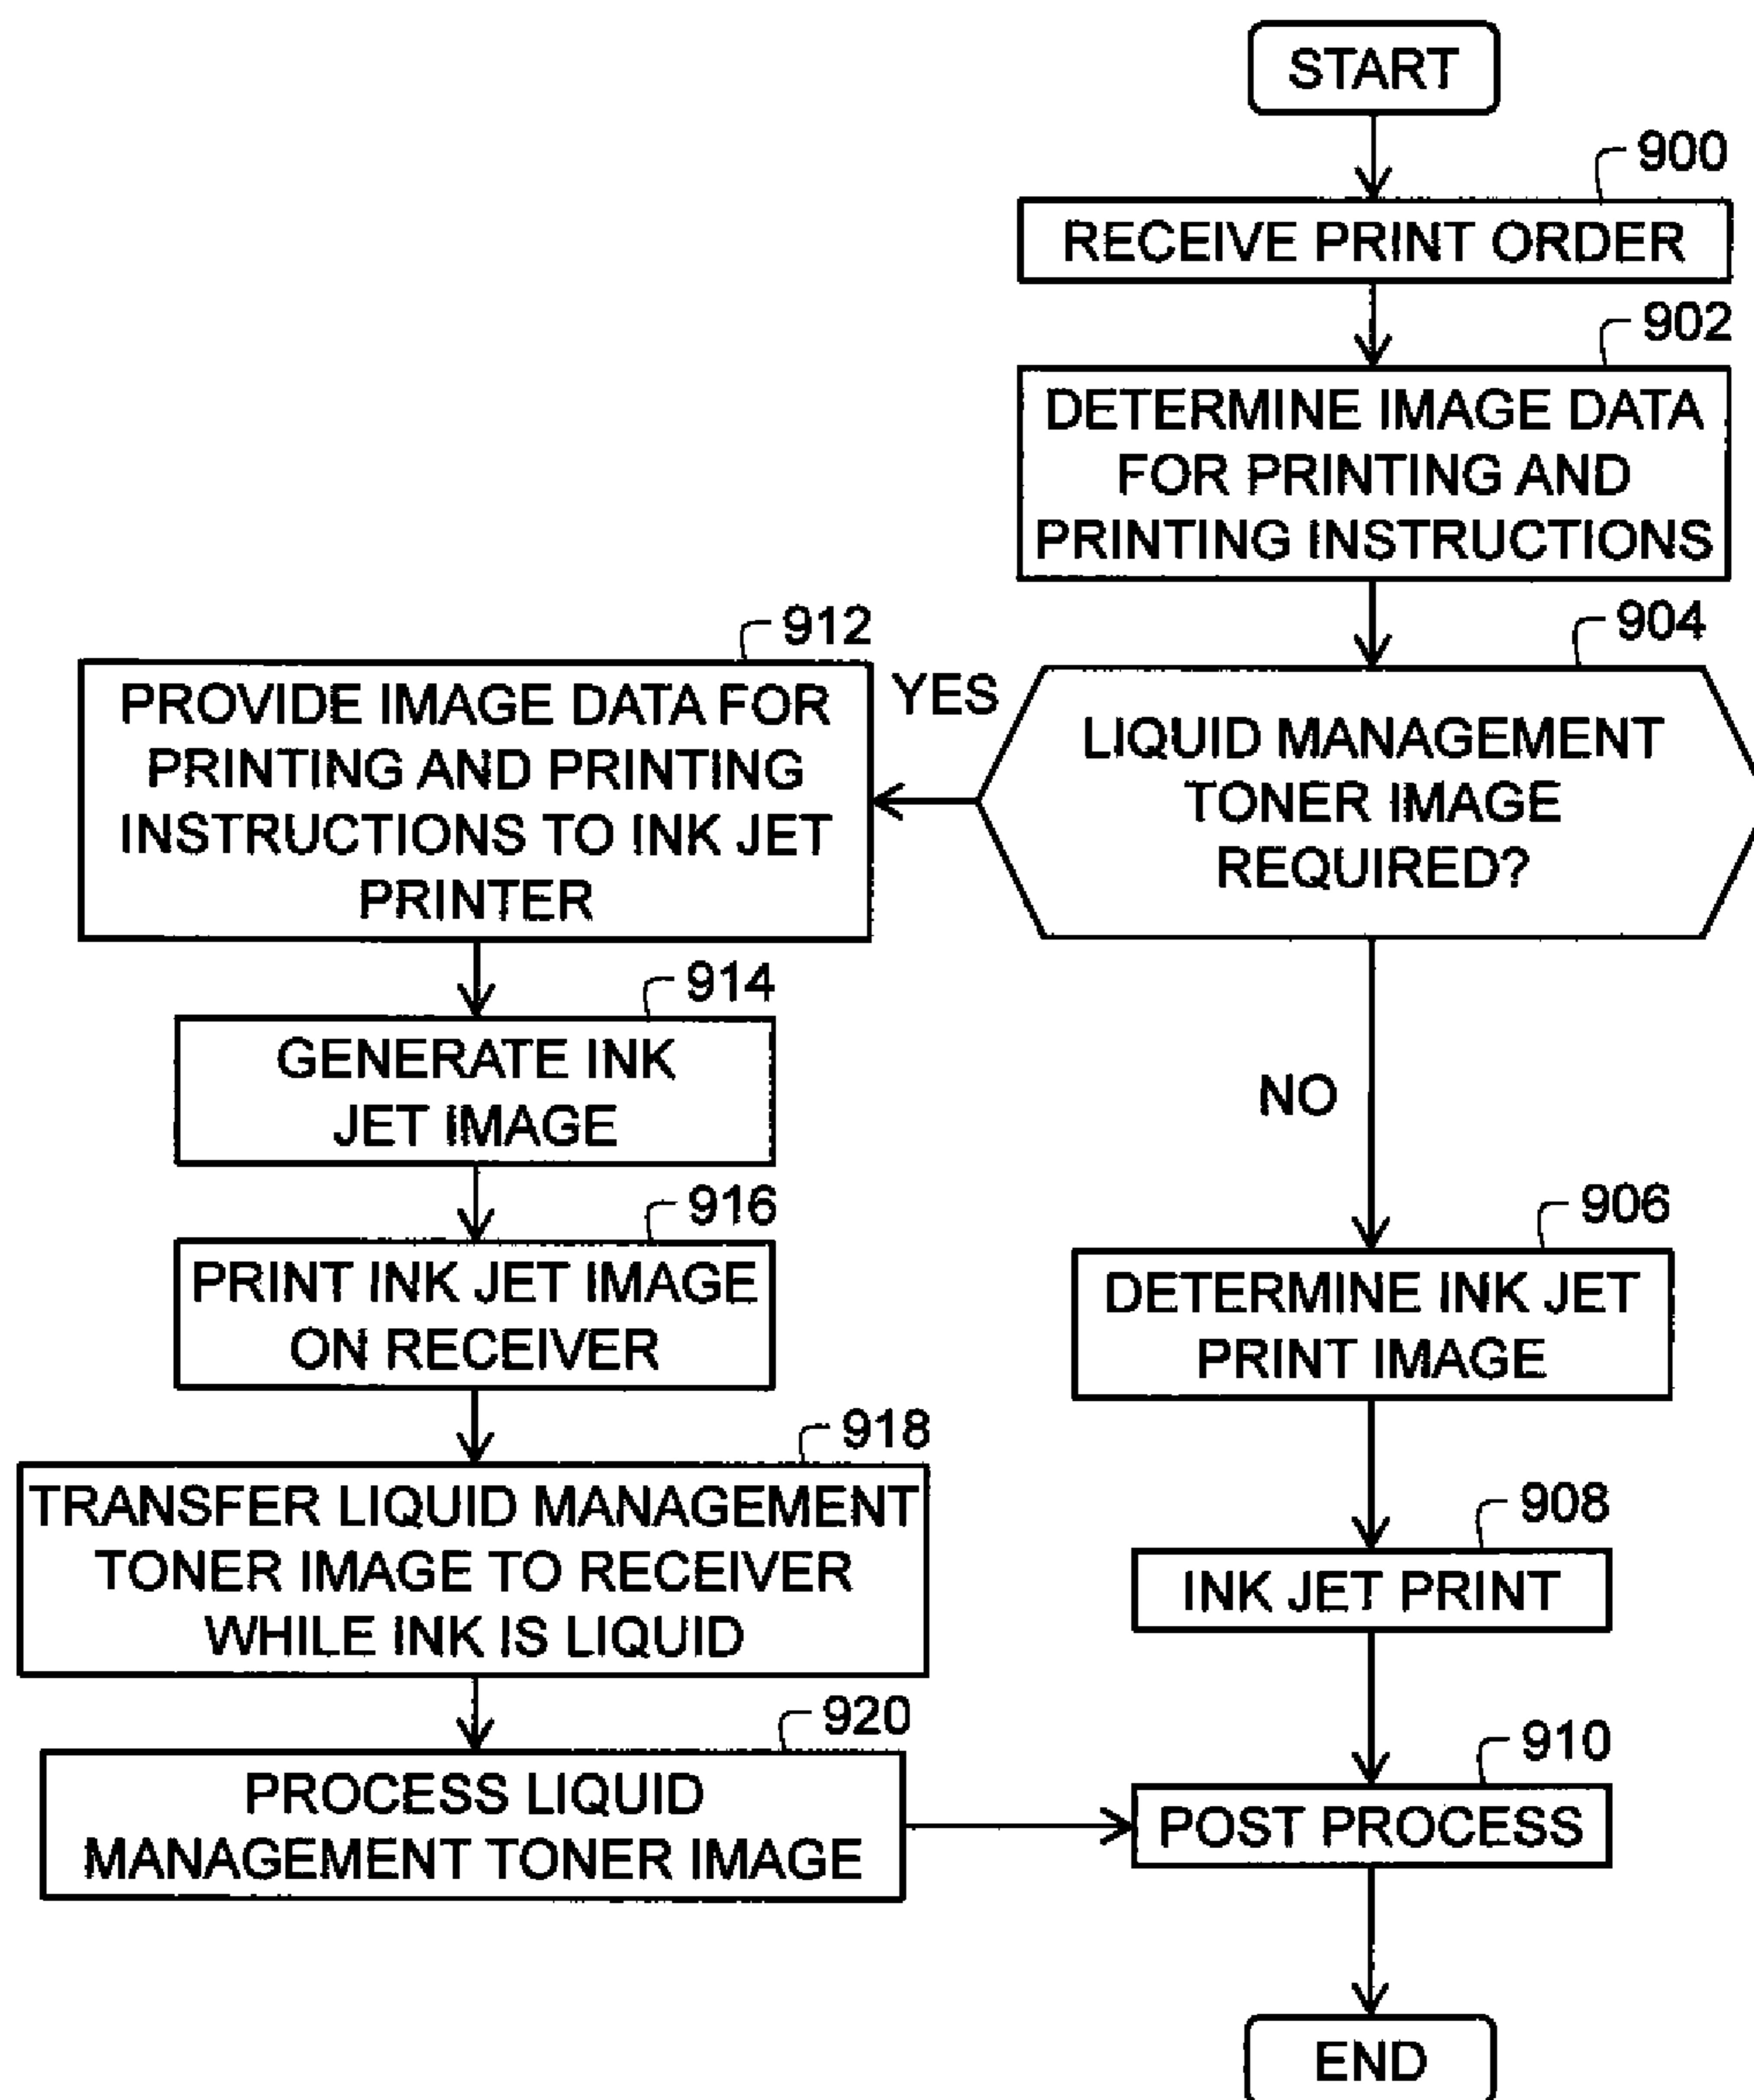 START
900
RECEIVE PRINT ORDER
902
DETERMINE IMAGE DATA
FOR PRINTING AND
PRINTING INSTRUCTIONS
904
LIQUID MANAGEMENT
TONER IMAGE
REQUIRED?
YES
912
PROVIDE IMAGE DATA FOR
PRINTING AND PRINTING
INSTRUCTIONS TO INK JET
PRINTER
914
GENERATE INK
JET IMAGE
916
PRINT INK JET IMAGE
ON RECEIVER
918
TRANSFER LIQUID MANAGEMENT
TONER IMAGE TO RECEIVER
WHILE INK IS LIQUID
920
PROCESS LIQUID
MANAGEMENT TONER IMAGE
NO
906
DETERMINE INK JET
PRINT IMAGE
908
INK JET PRINT
910
POST PROCESS
END